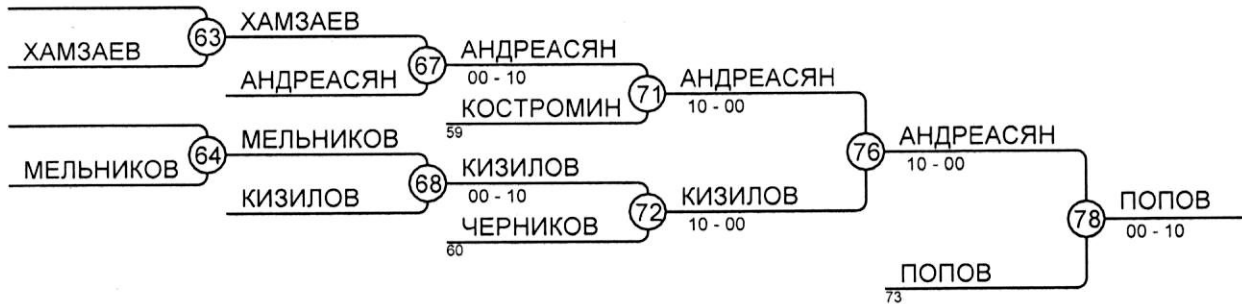 ХАМЗАЕВ
63
ХАМЗАЕВ
АНДРЕАСЯН
67
АНДРЕАСЯН
00 - 10
КОСТРОМИН
59
71
АНДРЕАСЯН
10 - 00
МЕЛЬНИКОВ
64
МЕЛЬНИКОВ
КИЗИЛОВ
68
КИЗИЛОВ
00 - 10
ЧЕРНИКОВ
60
72
КИЗИЛОВ
10 - 00
76
АНДРЕАСЯН
10 - 00
ПОПОВ
73
78
ПОПОВ
00 - 10